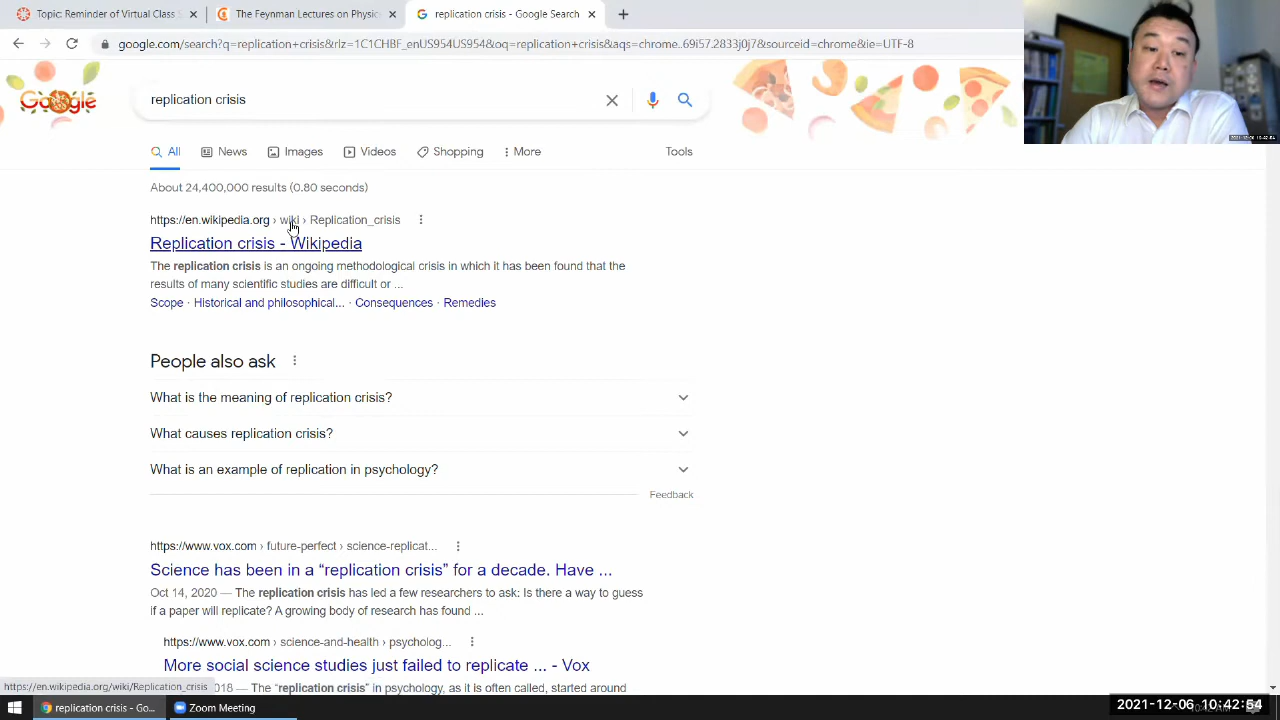 Topic: Reminder of Virtual Class S
The Feynman Lectures on Physic
replication crisis - Google Search
google.com/search?q=replication+crisis&rlz=1C1CHBF_enUS954US954&oq=replication+crisis&aqs=chrome..69i57.2833j0j7&sourceid=chrome&ie=UTF-8
Google
replication crisis
All News Images Videos Shopping More Tools
About 24,400,000 results (0.80 seconds)
https://en.wikipedia.org › wiki › Replication_crisis
Replication crisis - Wikipedia
The replication crisis is an ongoing methodological crisis in which it has been found that the
results of many scientific studies are difficult or ...
Scope · Historical and philosophical... · Consequences · Remedies
People also ask
What is the meaning of replication crisis?
What causes replication crisis?
What is an example of replication in psychology?
Feedback
https://www.vox.com › future-perfect › science-replicat...
Science has been in a “replication crisis” for a decade. Have ...
Oct 14, 2020 — The replication crisis has led a few researchers to ask: Is there a way to guess
if a paper will replicate? A growing body of research has found ...
https://www.vox.com › science-and-health › psycholog...
More social science studies just failed to replicate ... - Vox
2018 — The “replication crisis” in psychology, as it is often called, started around
https://en.wikipedia.org/wiki/Replication_crisis
replication crisis - Go...
Zoom Meeting
2021-12-06 10:42:54
2021-12-06 10:42:54